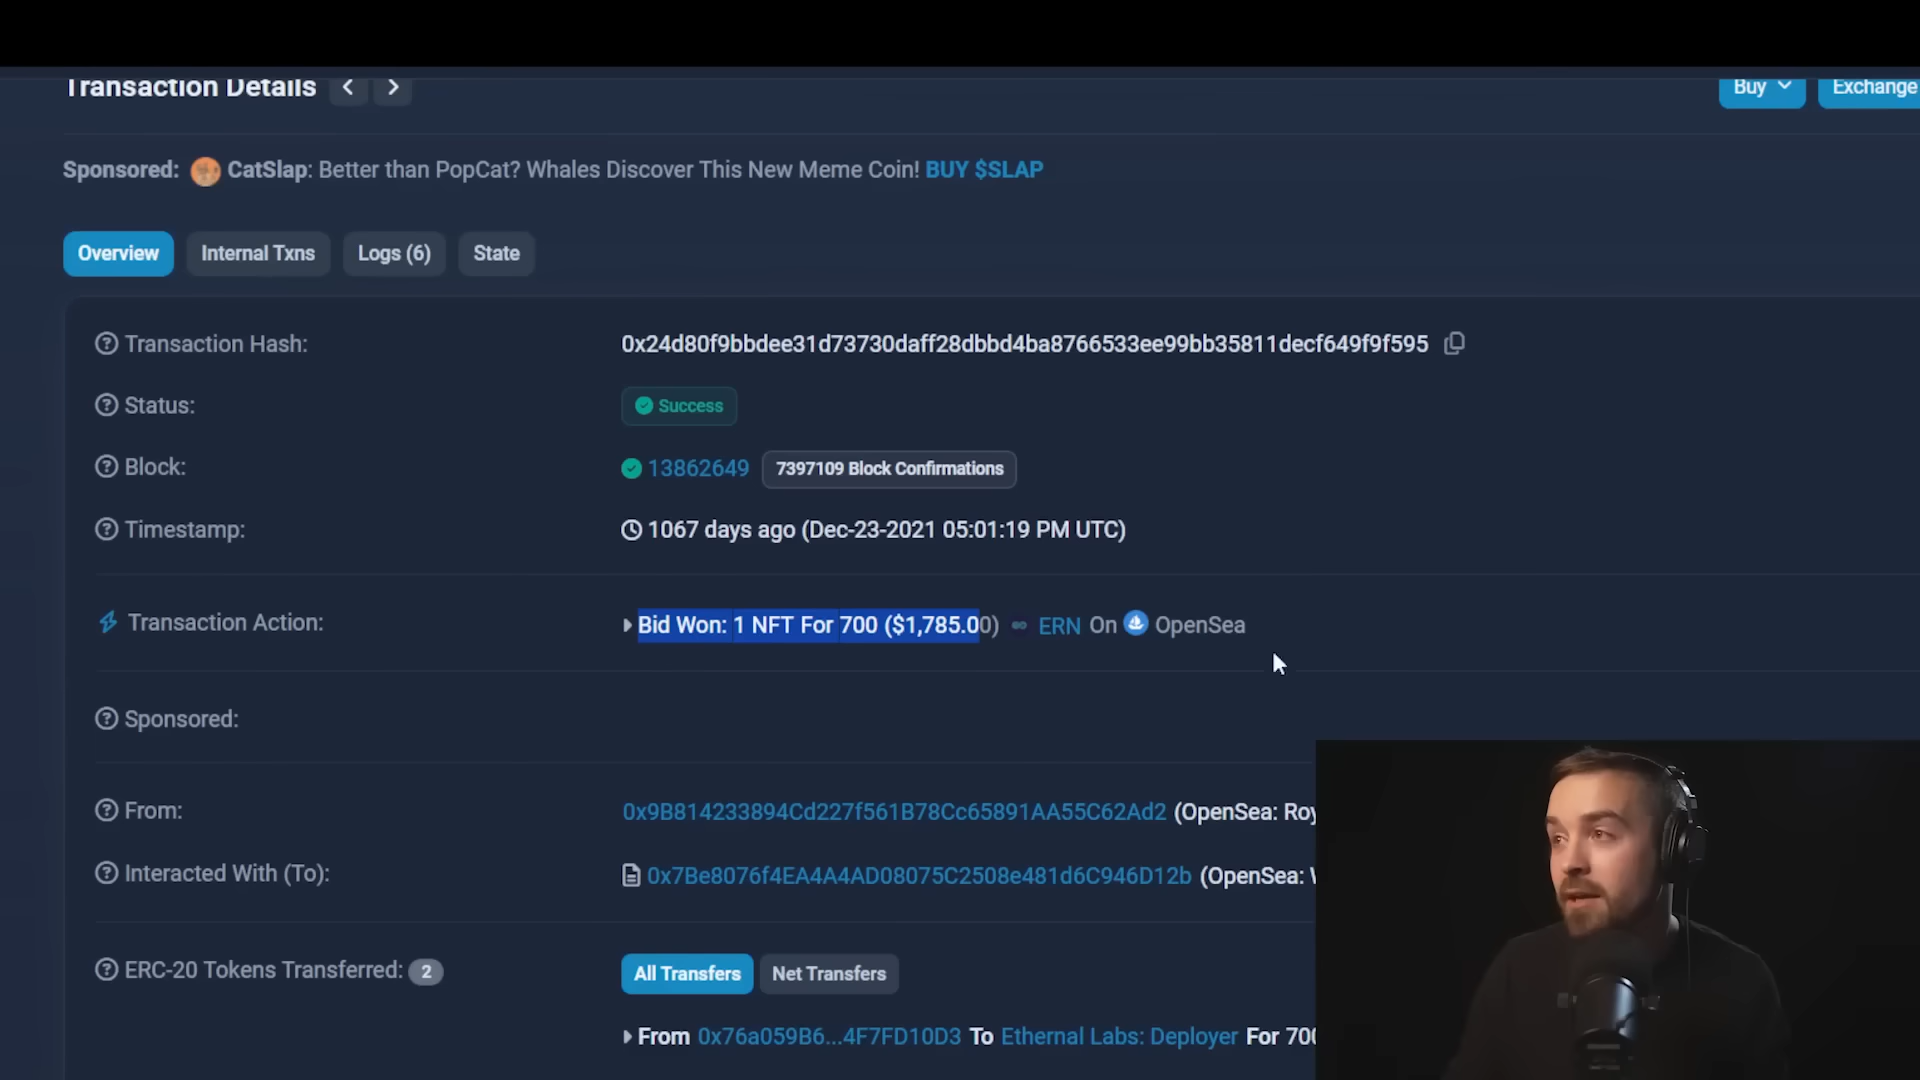 Transaction Details
Buy
Exchange
Sponsored: CatSlap: Better than PopCat? Whales Discover This New Meme Coin! BUY $SLAP
Overview Internal Txns Logs (6) State
Transaction Hash: 0x24d80f9bbdee31d73730daff28dbbd4ba8766533ee99bb35811decf649f9f595
Status: Success
Block: 13862649 7397109 Block Confirmations
Timestamp: 1067 days ago (Dec-23-2021 05:01:19 PM UTC)
Transaction Action: Bid Won: 1 NFT For 700 ($1,785.00) ERN On OpenSea
Sponsored:
From: 0x9B814233894Cd227f561B78Cc65891AA55C62Ad2 (OpenSea: Roy
Interacted With (To): 0x7Be8076f4EA4A4AD08075C2508e481d6C946D12b (OpenSea: W
ERC-20 Tokens Transferred: 2 All Transfers Net Transfers
From 0x76a059B6...4F7FD10D3 To Ethernal Labs: Deployer For 700